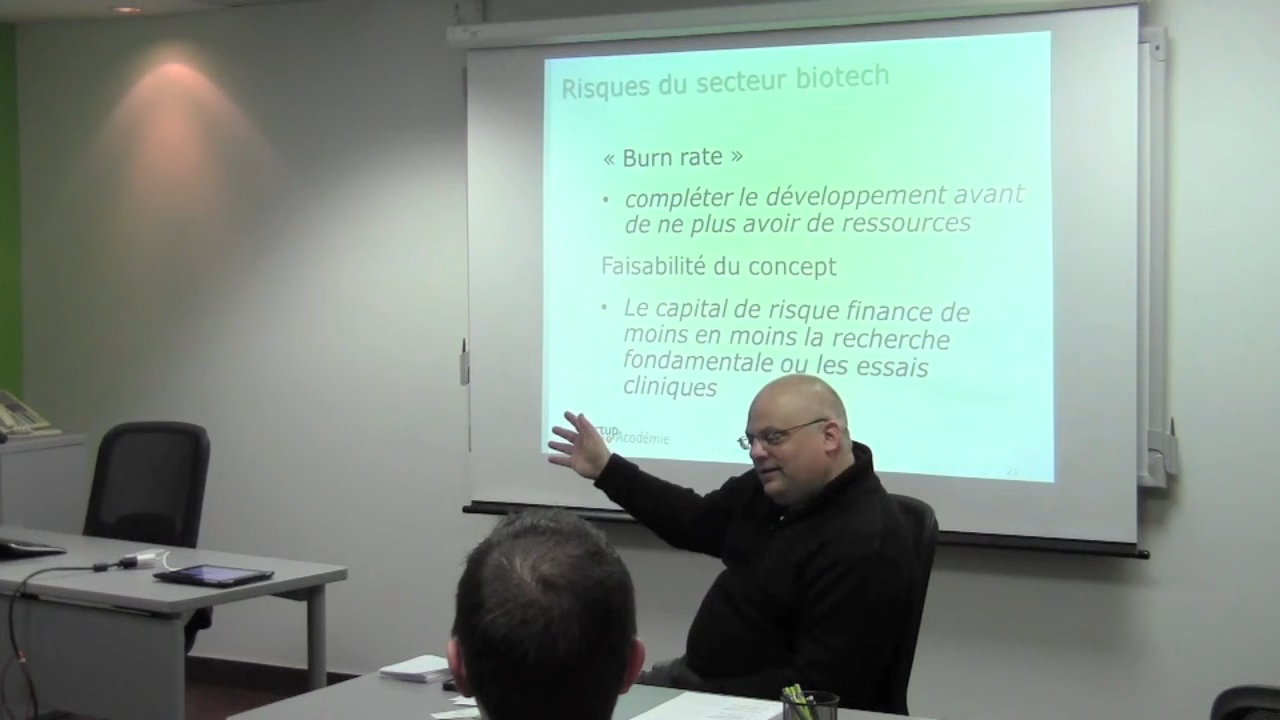 Risques du secteur biotech
« Burn rate »
• compléter le développement avant
de ne plus avoir de ressources
Faisabilité du concept
• Le capital de risque finance de
moins en moins la recherche
fondamentale ou les essais
cliniques
Académie